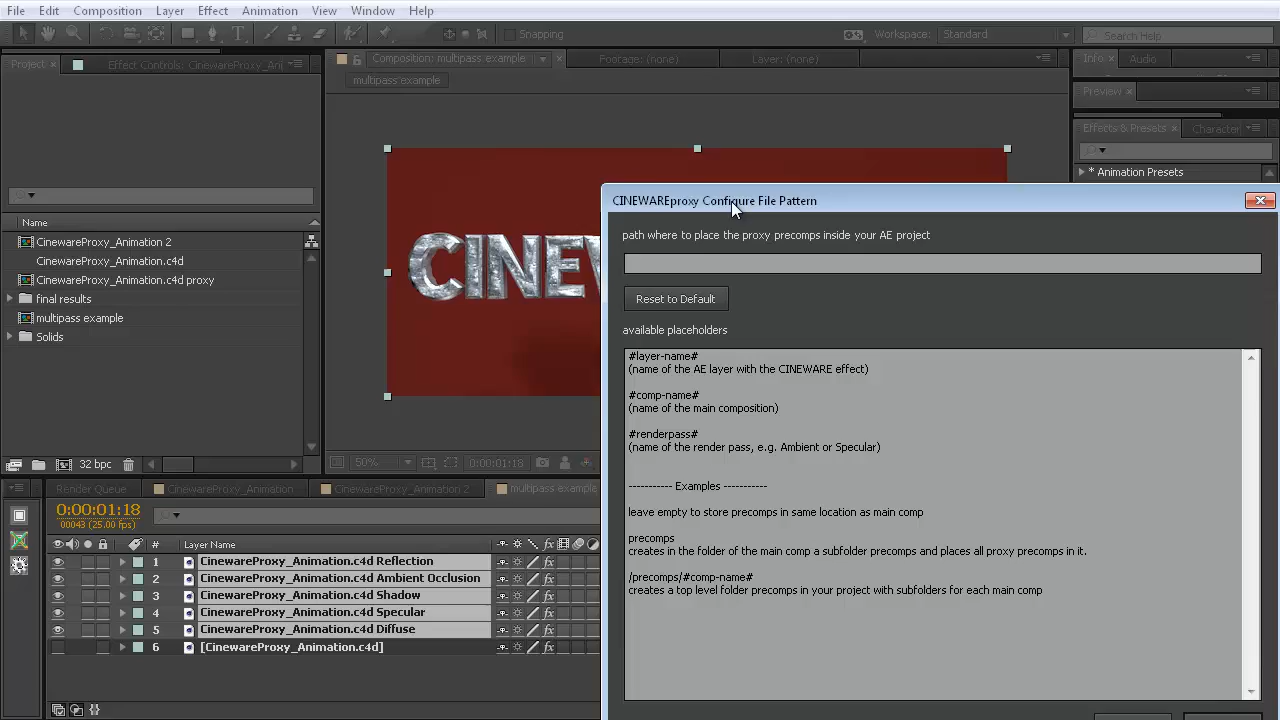 File Edit Composition Layer Effect Animation View Window Help
Snapping
Workspace: Standard
Search Help
Project
Effect Controls: CinewareProxy_Ani
Composition: multipass example
Footage: (none)
Layer: (none)
Info
Audio
multipass example
Preview
Effects & Presets
Character
* Animation Presets
Name
CinewareProxy_Animation 2
CinewareProxy_Animation.c4d
CinewareProxy_Animation.c4d proxy
final results
multipass example
Solids
CINE
32 bpc
50%
0:00:01:18
CINEWAREproxy Configure File Pattern
path where to place the proxy precomps inside your AE project
Reset to Default
available placeholders
#layer-name#
(name of the AE layer with the CINEWARE effect)
#comp-name#
(name of the main composition)
#renderpass#
(name of the render pass, e.g. Ambient or Specular)
----------- Examples -----------
leave empty to store precomps in same location as main comp
precomps
creates in the folder of the main comp a subfolder precomps and places all proxy precomps in it.
/precomps/#comp-name#
creates a top level folder precomps in your project with subfolders for each main comp
Render Queue
CinewareProxy_Animation
CinewareProxy_Animation 2
multipass example
0:00:01:18
00043 (25.00 fps)
# Layer Name
1 CinewareProxy_Animation.c4d Reflection
2 CinewareProxy_Animation.c4d Ambient Occlusion
3 CinewareProxy_Animation.c4d Shadow
4 CinewareProxy_Animation.c4d Specular
5 CinewareProxy_Animation.c4d Diffuse
6 [CinewareProxy_Animation.c4d]